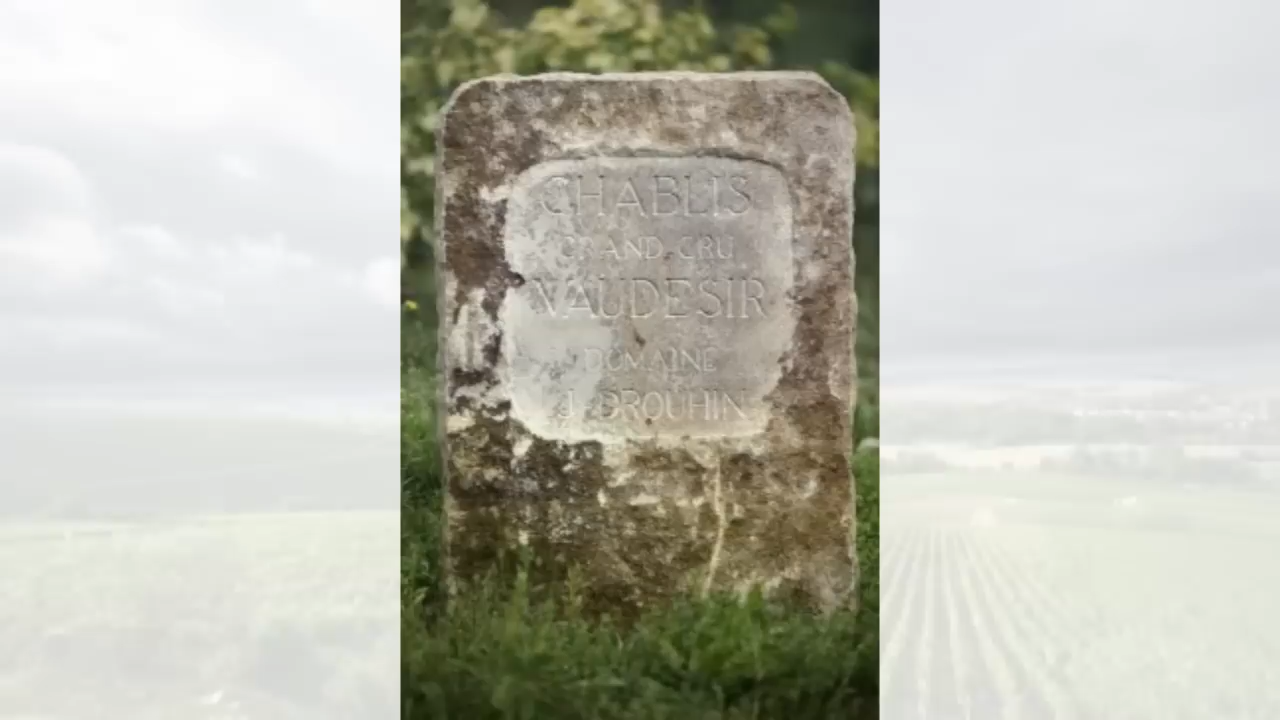 CHABLIS
GRAND CRU
VAUDESIR
DOMAINE
J. DROUHIN